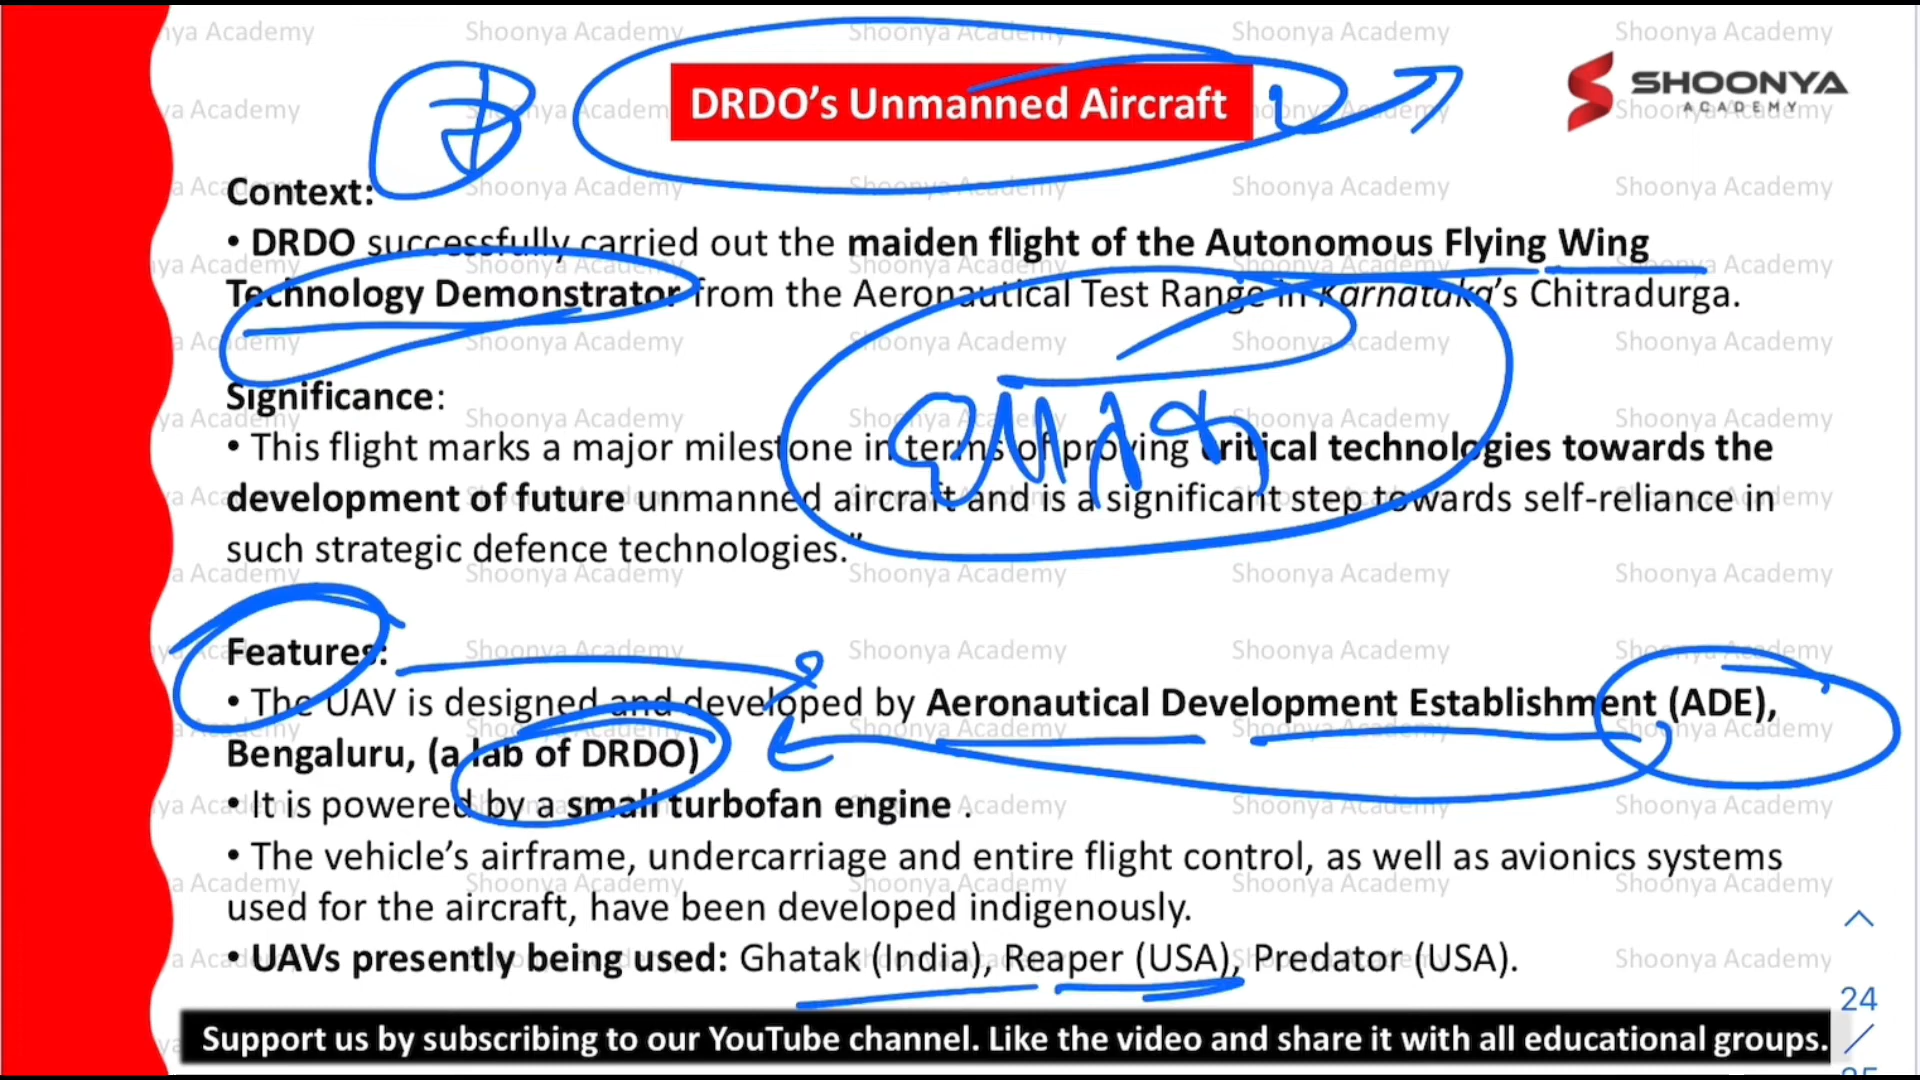 DRDO's Unmanned Aircraft
SHOONYA
ACADEMY
Context:
• DRDO successfully carried out the maiden flight of the Autonomous Flying Wing
Technology Demonstrator from the Aeronautical Test Range in Karnataka's Chitradurga.
Significance:
• This flight marks a major milestone in terms of proving critical technologies towards the
development of future unmanned aircraft and is a significant step towards self-reliance in
such strategic defence technologies.”
Features:
• The UAV is designed and developed by Aeronautical Development Establishment (ADE),
Bengaluru, (a lab of DRDO)
• It is powered by a small turbofan engine .
• The vehicle's airframe, undercarriage and entire flight control, as well as avionics systems
used for the aircraft, have been developed indigenously.
• UAVs presently being used: Ghatak (India), Reaper (USA), Predator (USA).
Support us by subscribing to our YouTube channel. Like the video and share it with all educational groups.
24
/
Shoonya Academy